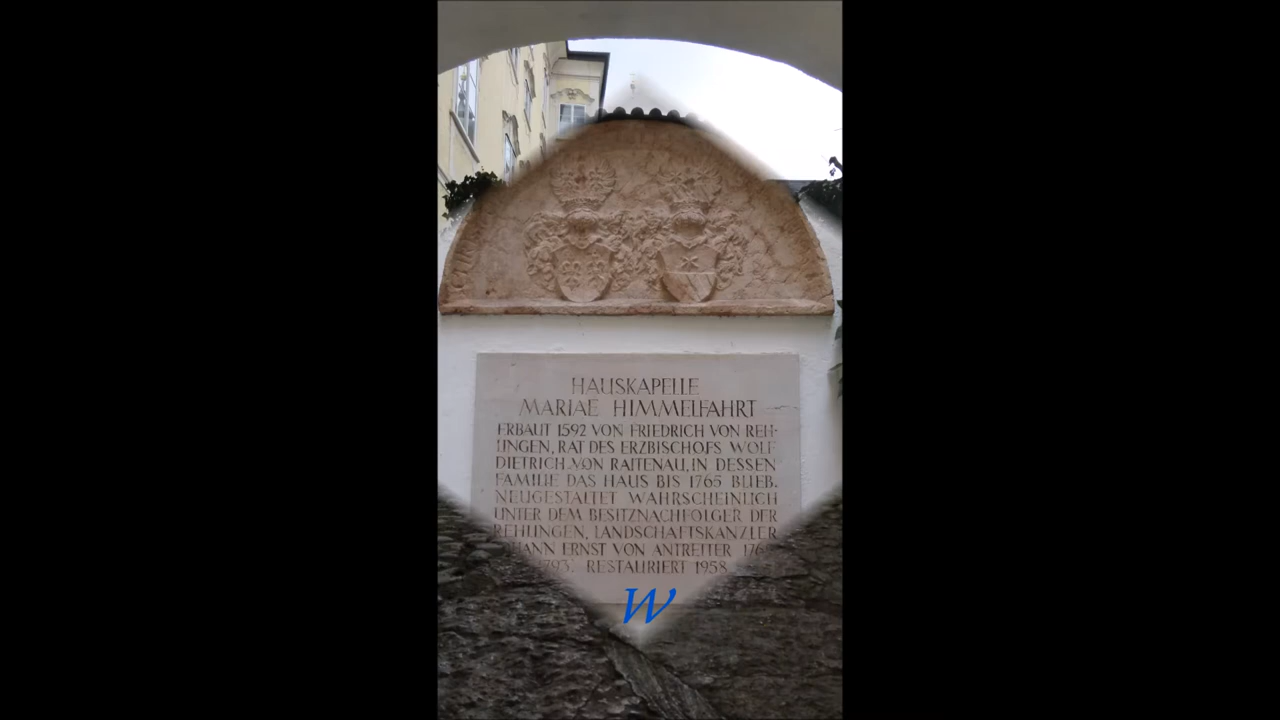 HAUSKAPELLE
MARIAE HIMMELFAHRT
ERBAUT 1592 VON FRIEDRICH VON REH-
LINGEN, RAT DES ERZBISCHOFS WOLF
DIETRICH VON RAITENAU, IN DESSEN
FAMILIE DAS HAUS BIS 1765 BLIEB.
NEUGESTALTET WAHRSCHEINLICH
UNTER DEM BESITZNACHFOLGER DER
REHLINGEN, LANDSCHAFTSKANZLER
ERNST VON ANTREITER
RESTAURIERT 1958
W